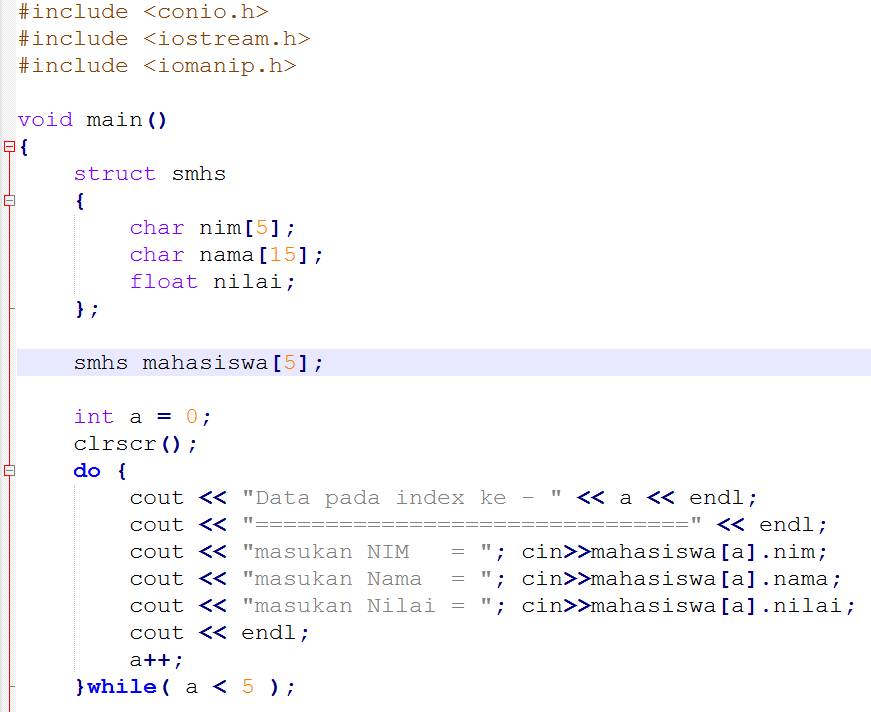 #include <conio.h>
#include <iostream.h>
#include <iomanip.h>
void main()
{
struct smhs
{
char nim[5];
char nama[15];
float nilai;
};
smhs mahasiswa[5];
int a = 0;
clrscr();
do {
cout << "Data pada index ke - " << a << endl;
cout << "===============================" << endl;
cout << "masukan NIM   = "; cin>>mahasiswa[a].nim;
cout << "masukan Nama  = "; cin>>mahasiswa[a].nama;
cout << "masukan Nilai = "; cin>>mahasiswa[a].nilai;
cout << endl;
a++;
}while( a < 5 );